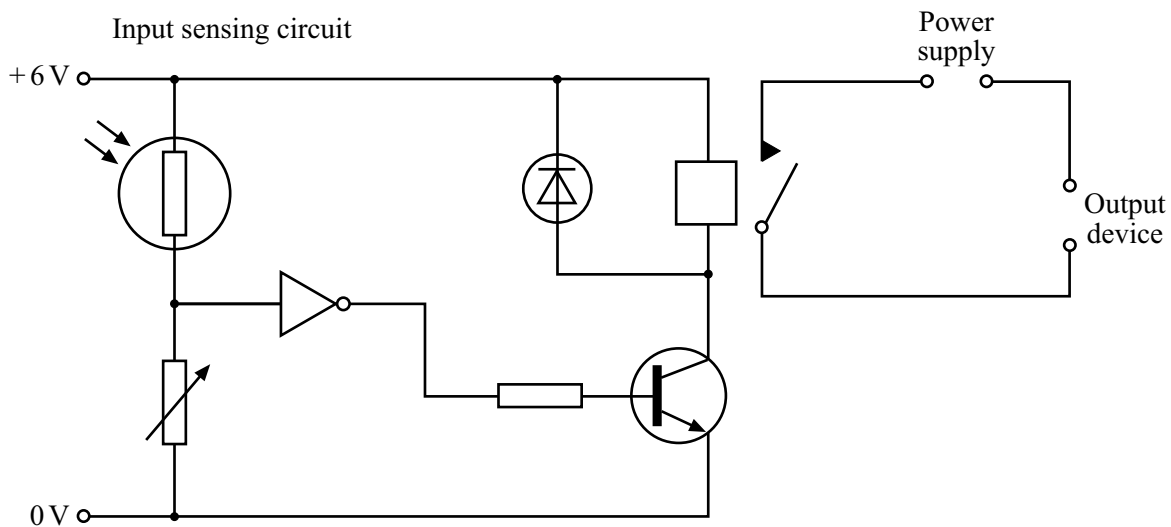 Input sensing circuit
Power
supply
+6 V
Output
device
0 V